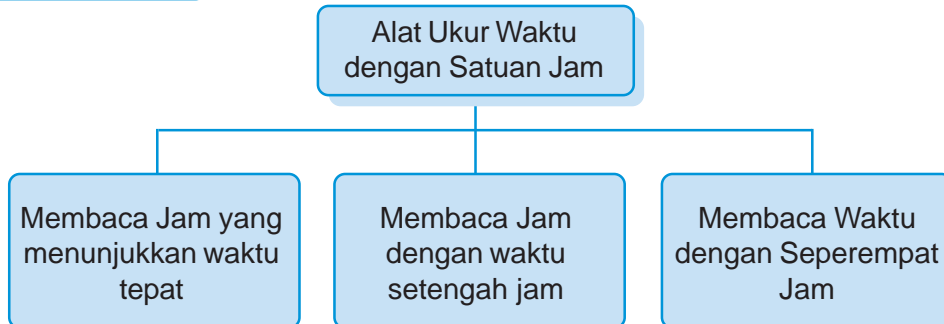 Alat Ukur Waktu
dengan Satuan Jam
Membaca Jam yang
menunjukkan waktu
tepat
Membaca Jam
dengan waktu
setengah jam
Membaca Waktu
dengan Seperempat
Jam